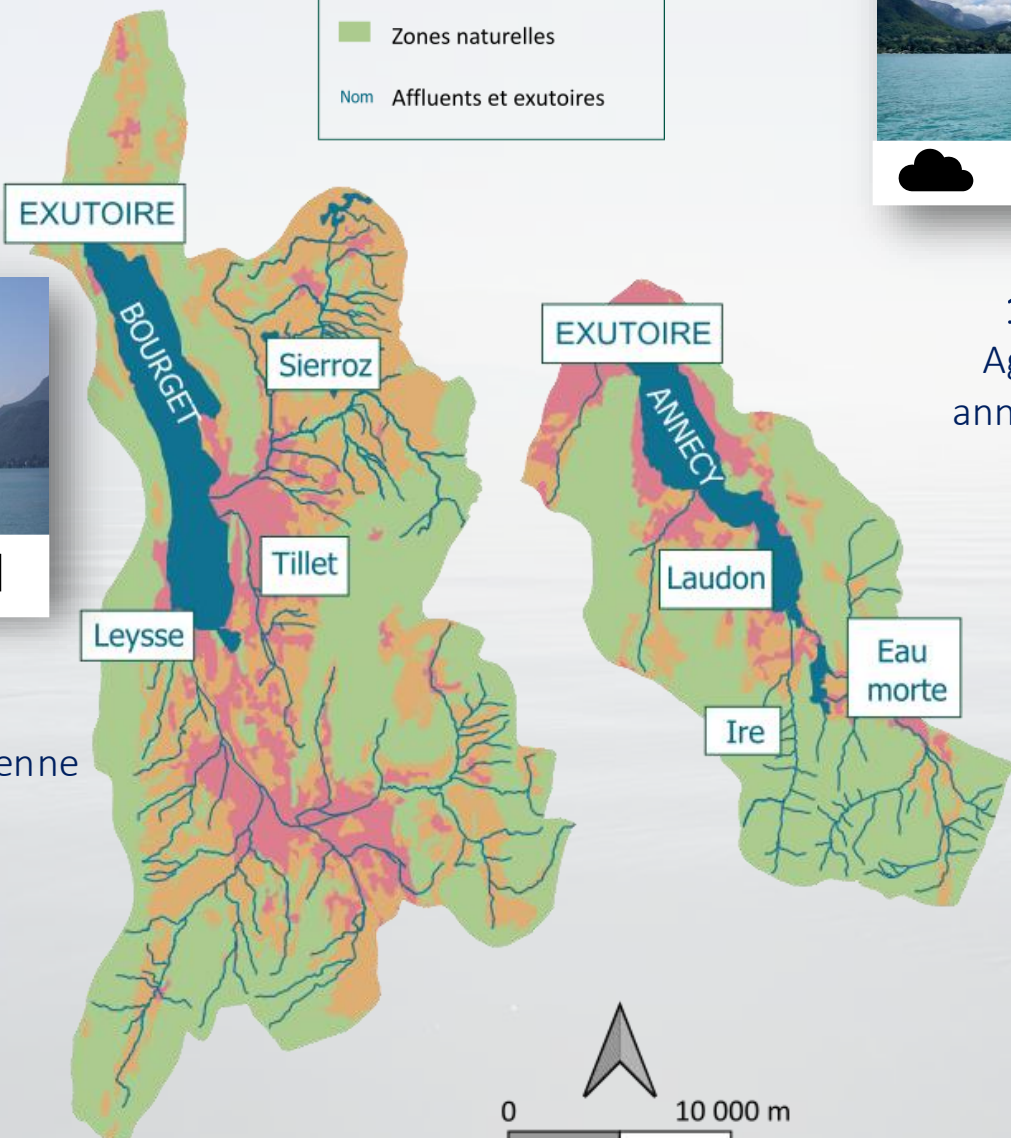 Zones naturelles
Nom Affluents et exutoires
EXUTOIRE
BOURGET
Sierroz
EXUTOIRE
ANNECY
Tillet
Laudon
Leysse
Eau
morte
Ire
0 10 000 m